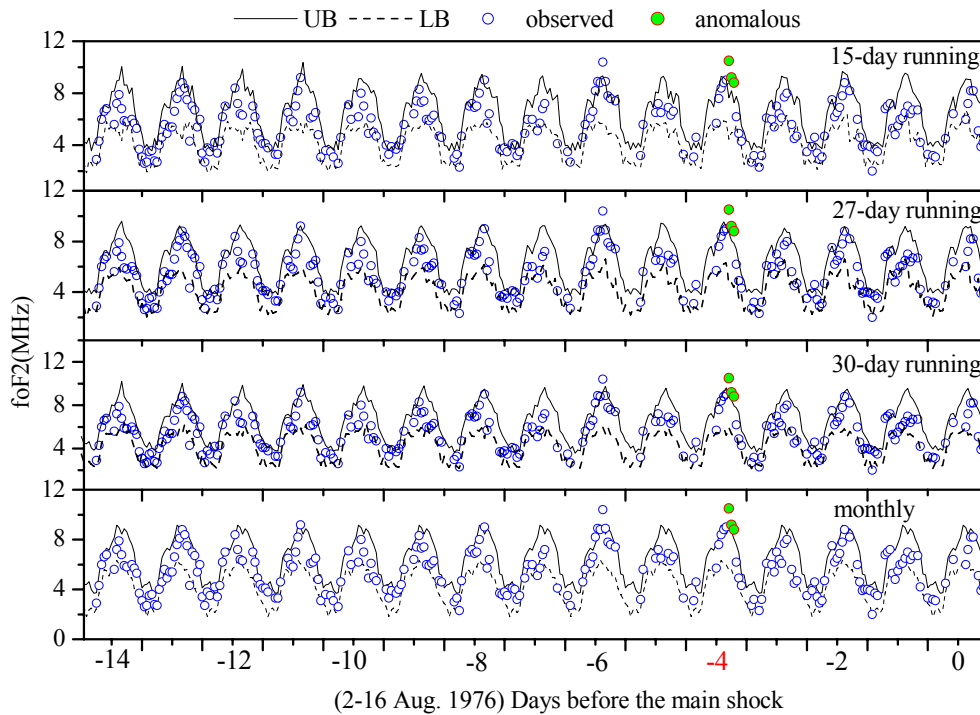 UB LB observed anomalous
12
8
4
15-day running
12
8
4
27-day running
12
8
4
30-day running
12
8
4
0
monthly
foF2(MHz)
-14 -12 -10 -8 -6 -4 -2 0
(2-16 Aug. 1976) Days before the main shock